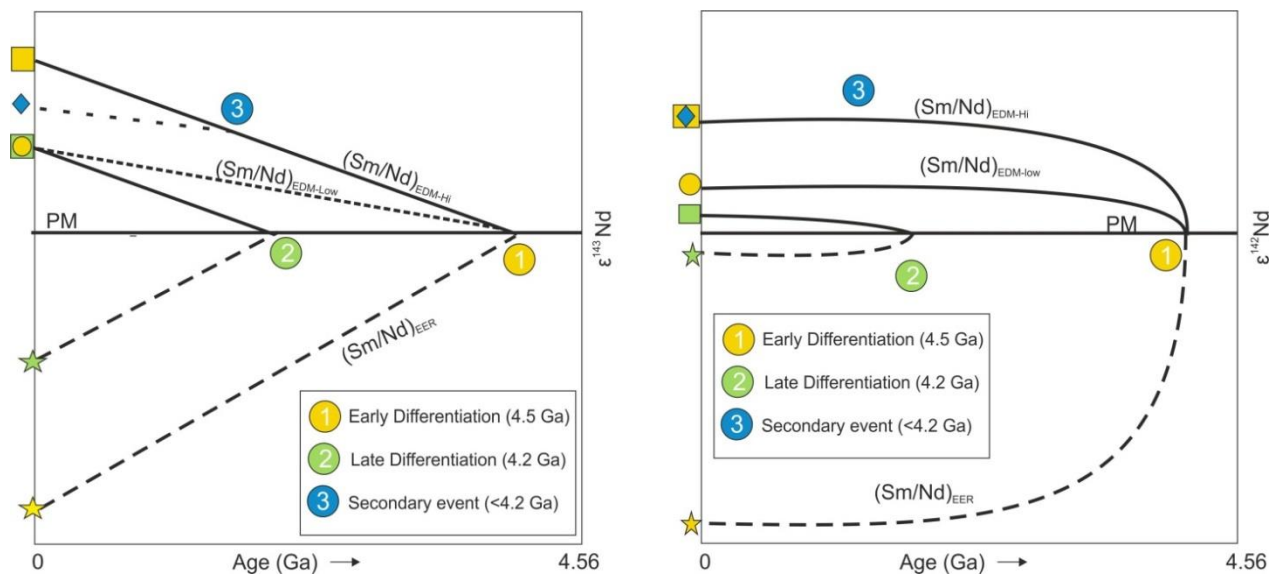 3
(Sm/Nd)EDM-Hi
(Sm/Nd)EDM-Low
PM
2
1
(Sm/Nd)EER
ε143Nd
1 Early Differentiation (4.5 Ga)
2 Late Differentiation (4.2 Ga)
3 Secondary event (<4.2 Ga)
0 Age (Ga) → 4.56
3
(Sm/Nd)EDM-Hi
(Sm/Nd)EDM-low
PM
1
2
ε142Nd
1 Early Differentiation (4.5 Ga)
2 Late Differentiation (4.2 Ga)
3 Secondary event (<4.2 Ga)
(Sm/Nd)EER
0 Age (Ga) → 4.56